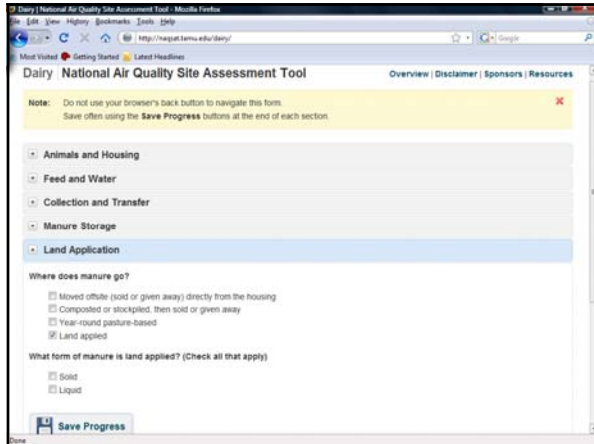 Dairy | National Air Quality Site Assessment Tool - Mozilla Firefox
File Edit View History Bookmarks Tools Help
http://naqsat.tamu.edu/dairy/
Google
Most Visited Getting Started Latest Headlines
Dairy | National Air Quality Site Assessment Tool
Overview | Disclaimer | Sponsors | Resources
Note: Do not use your browser's back button to navigate this form.
Save often using the Save Progress buttons at the end of each section.
Animals and Housing
Feed and Water
Collection and Transfer
Manure Storage
Land Application
Where does manure go?
Moved offsite (sold or given away) directly from the housing
Composted or stockpiled, then sold or given away
Year-round pasture-based
Land applied
What form of manure is land applied? (Check all that apply)
Solid
Liquid
Save Progress
Done